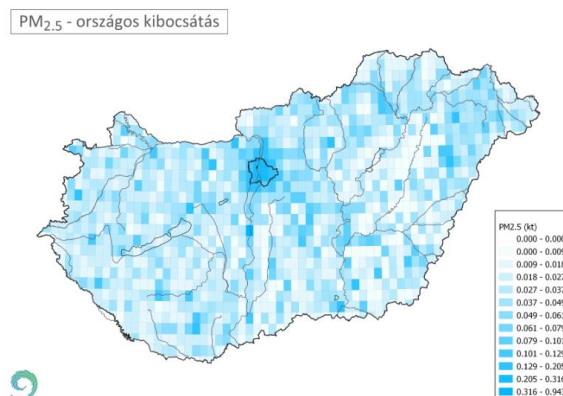 PM2.5 - országos kibocsátás
PM2.5 (kt)
0.000 - 0.000
0.000 - 0.009
0.009 - 0.018
0.018 - 0.027
0.027 - 0.037
0.037 - 0.049
0.049 - 0.061
0.061 - 0.079
0.079 - 0.101
0.101 - 0.129
0.129 - 0.205
0.205 - 0.316
0.316 - 0.943